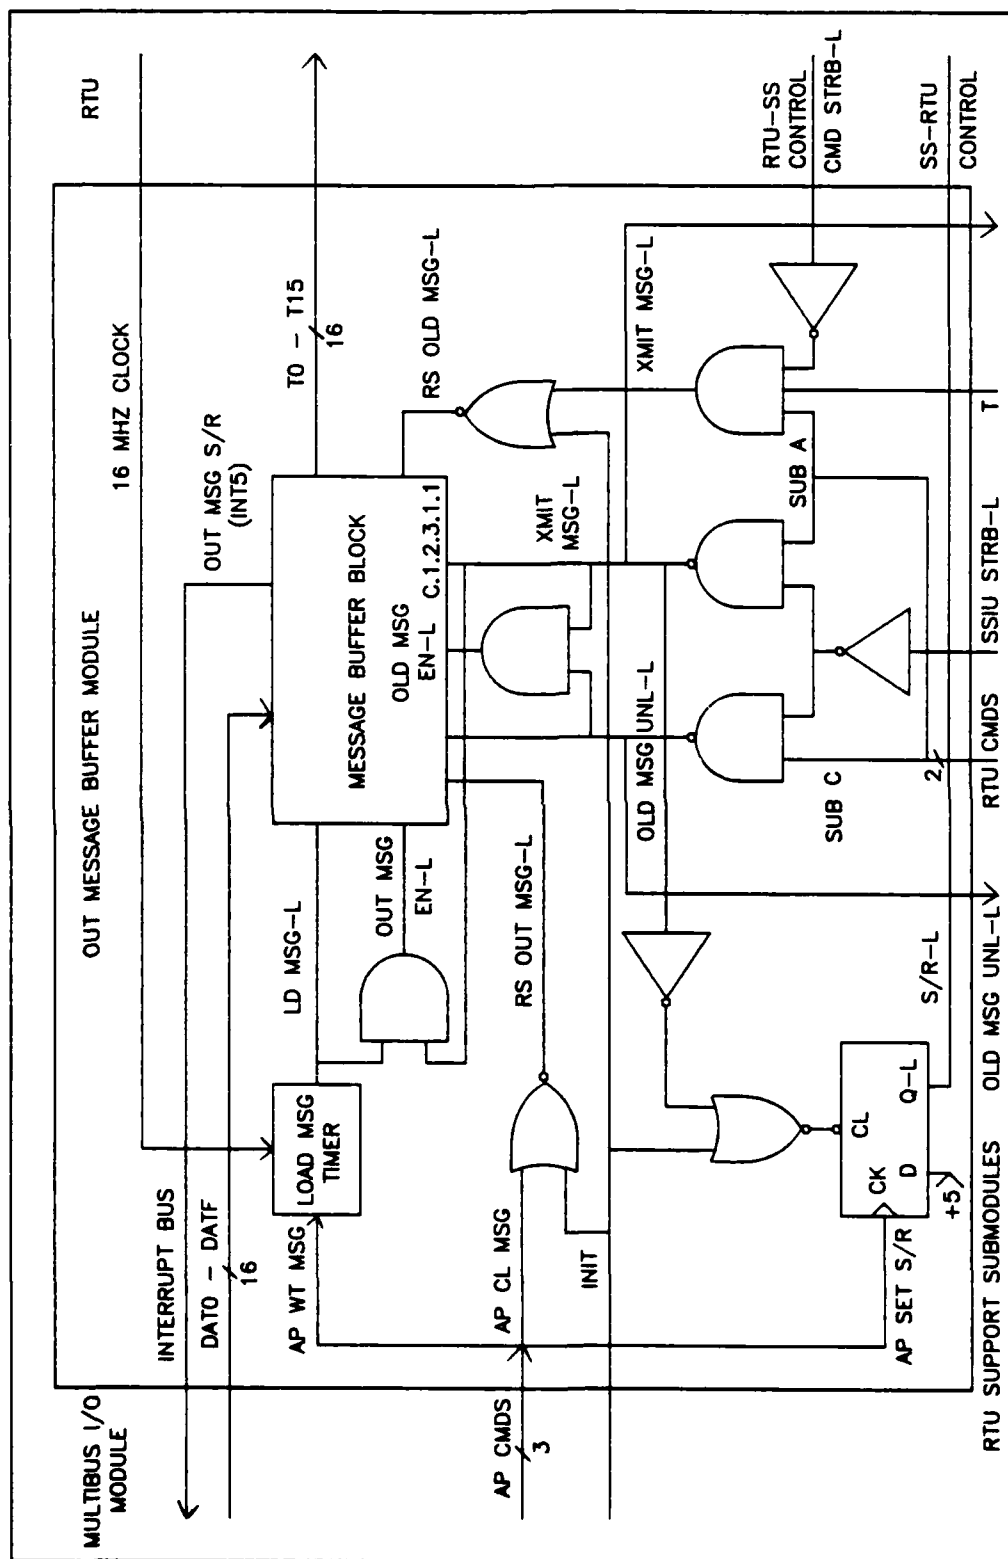 MULTIBUS I/O
MODULE
OUT MESSAGE BUFFER MODULE
RTU
16 MHZ CLOCK
INTERRUPT BUS
OUT MSG S/R
(INT5)
DAT0 - DATF
16
T0 - T15
16
AP WT MSG
LOAD MSG
TIMER
LD MSG-L
OUT MSG
EN-L
MESSAGE BUFFER BLOCK
OLD MSG
EN-L
C.1.2.3.1.1
RS OLD MSG-L
AP CMDS
3
AP CL MSG
RS OUT MSG-L
XMIT
MSG-L
INIT
OLD MSG UNL-L
XMIT MSG-L
RTU-SS
CONTROL
CMD STRB-L
SUB A
SUB C
AP SET S/R
CK
CL
D
Q-L
+5
S/R-L
2
SS-RTU
CONTROL
RTU SUPPORT SUBMODULES
OLD MSG UNL-L
RTU CMDS
SSIU STRB-L
T